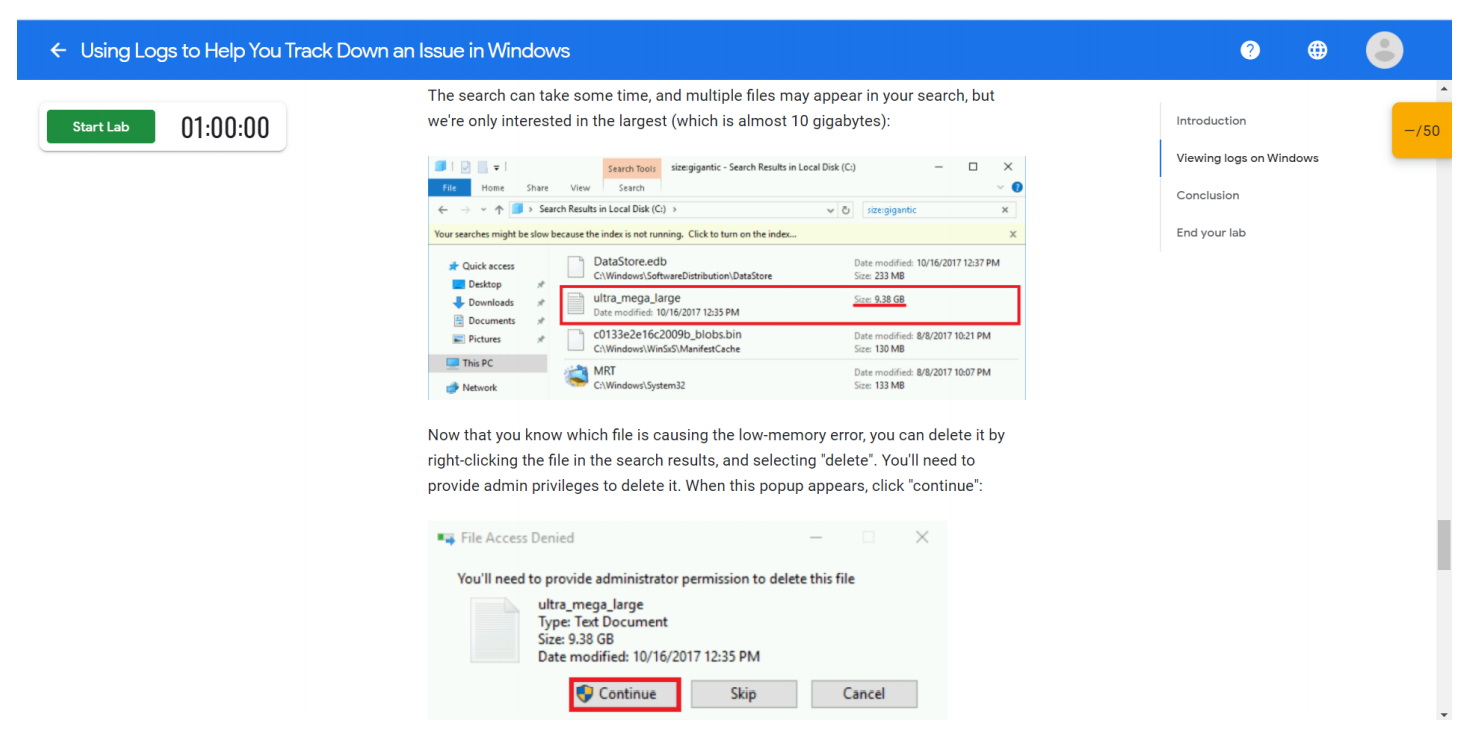 Using Logs to Help You Track Down an Issue in Windows
?
Start Lab
01:00:00
The search can take some time, and multiple files may appear in your search, but
we're only interested in the largest (which is almost 10 gigabytes):
Search Tools
size:gigantic - Search Results in Local Disk (C:)
File
Home
Share
View
Search
Search Results in Local Disk (C:)
size:gigantic
Your searches might be slow because the index is not running. Click to turn on the index...
Quick access
Desktop
Downloads
Documents
Pictures
This PC
Network
DataStore.edb
C:\Windows\SoftwareDistribution\DataStore
Date modified: 10/16/2017 12:37 PM
Size: 233 MB
ultra_mega_large
Date modified: 10/16/2017 12:35 PM
Size: 9.38 GB
c0133e2e16c2009b_blobs.bin
C:\Windows\WinSxS\ManifestCache
Date modified: 8/8/2017 10:21 PM
Size: 130 MB
MRT
C:\Windows\System32
Date modified: 8/8/2017 10:07 PM
Size: 133 MB
Now that you know which file is causing the low-memory error, you can delete it by
right-clicking the file in the search results, and selecting "delete". You'll need to
provide admin privileges to delete it. When this popup appears, click "continue":
File Access Denied
You'll need to provide administrator permission to delete this file
ultra_mega_large
Type: Text Document
Size: 9.38 GB
Date modified: 10/16/2017 12:35 PM
Continue
Skip
Cancel
Introduction
Viewing logs on Windows
Conclusion
End your lab
—/50